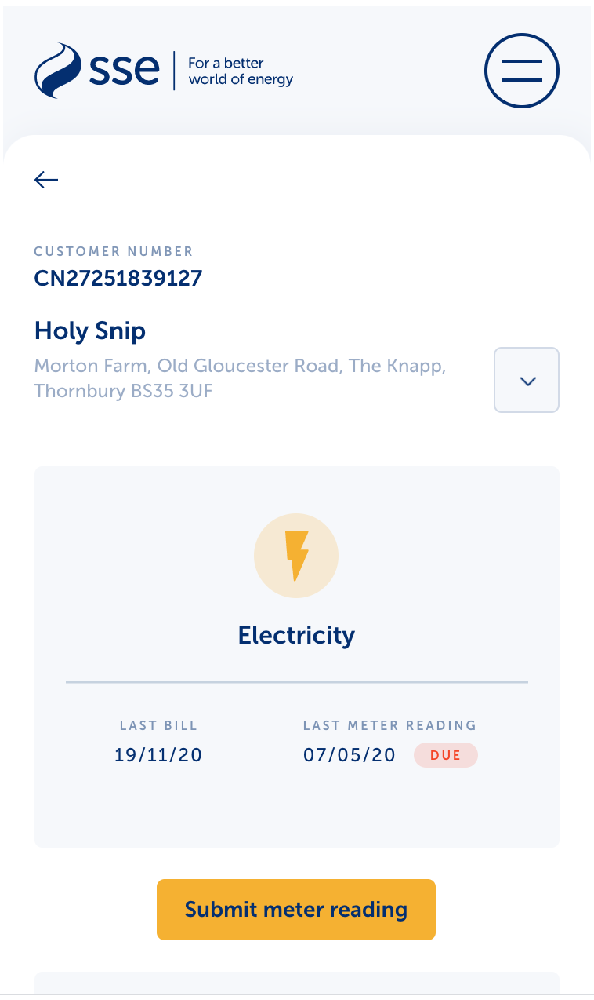 sse
For a better
world of energy
CUSTOMER NUMBER
CN27251839127
Holy Snip
Morton Farm, Old Gloucester Road, The Knapp,
Thornbury BS35 3UF
Electricity
LAST BILL
19/11/20
LAST METER READING
07/05/20 DUE
Submit meter reading